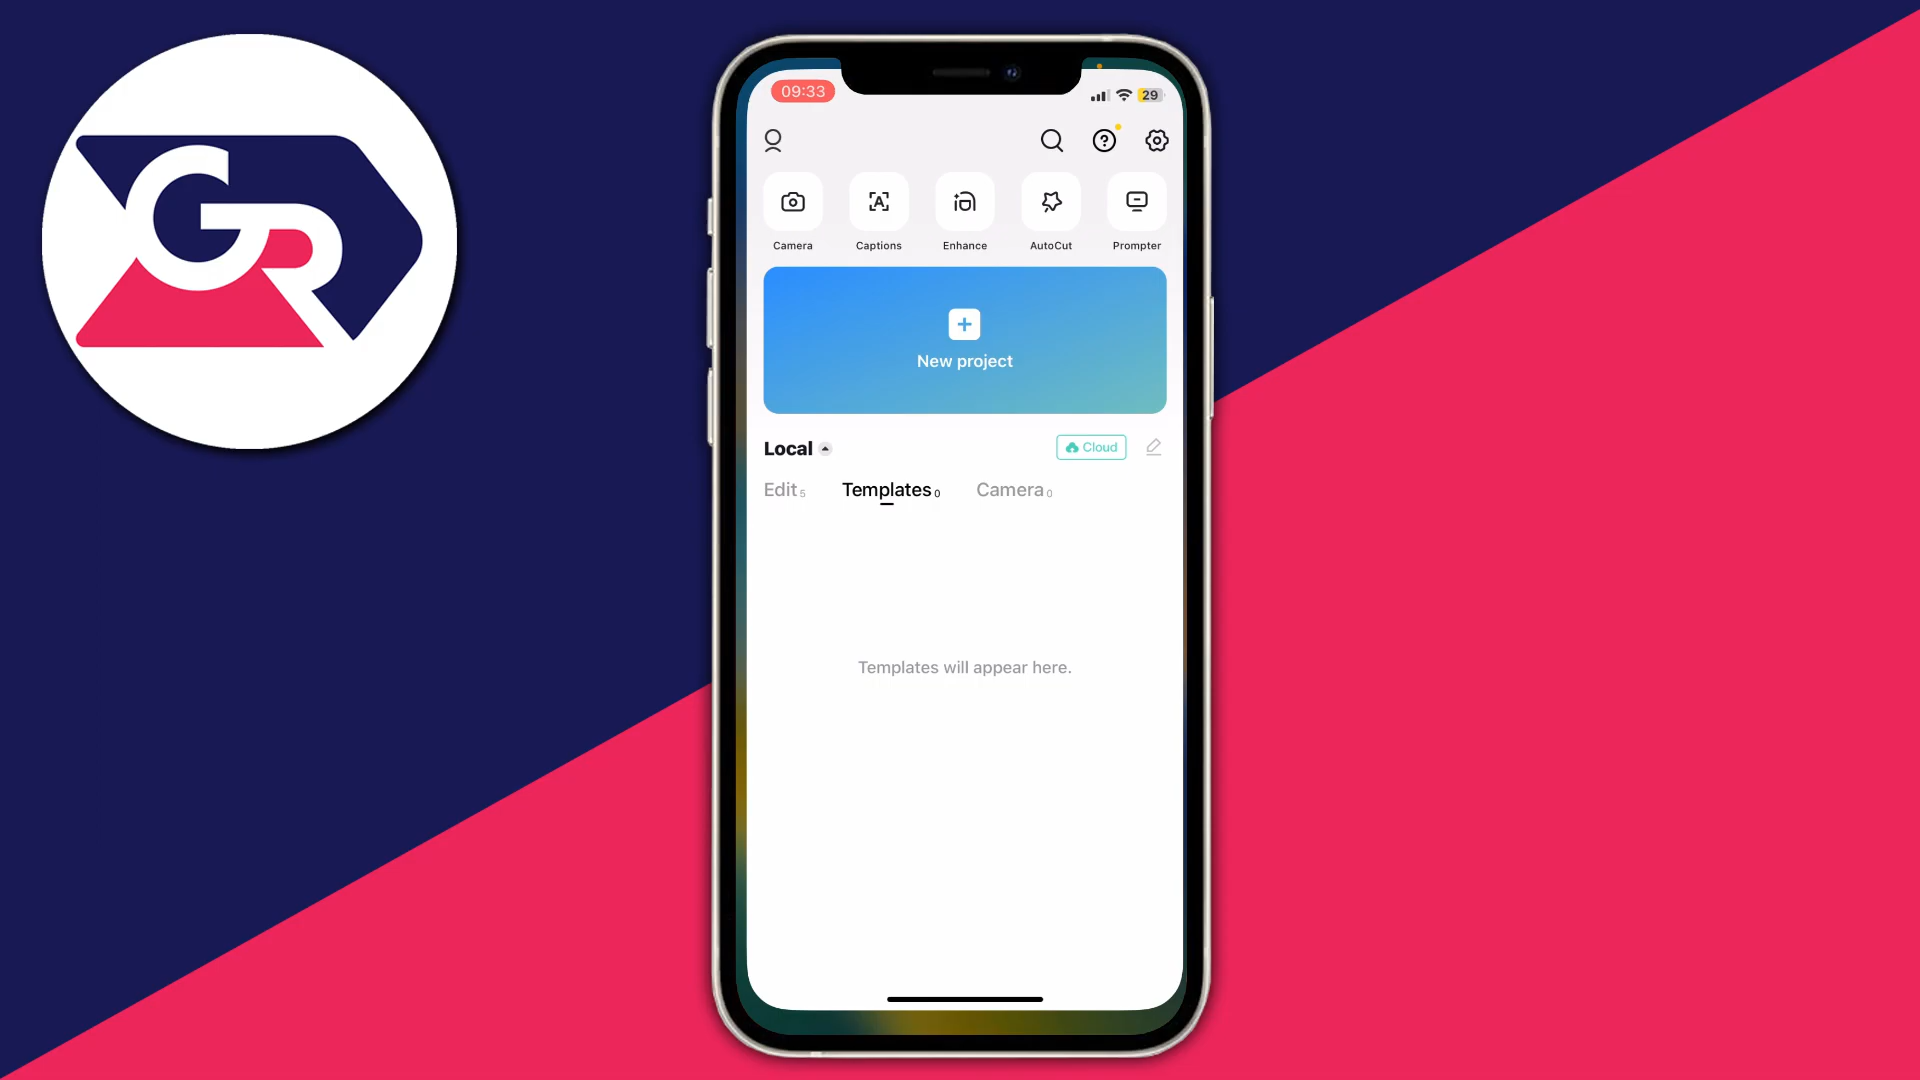 GR
09:33
29
Camera
Captions
Enhance
AutoCut
Prompter
New project
Local
Cloud
Edit 5
Templates 0
Camera 0
Templates will appear here.